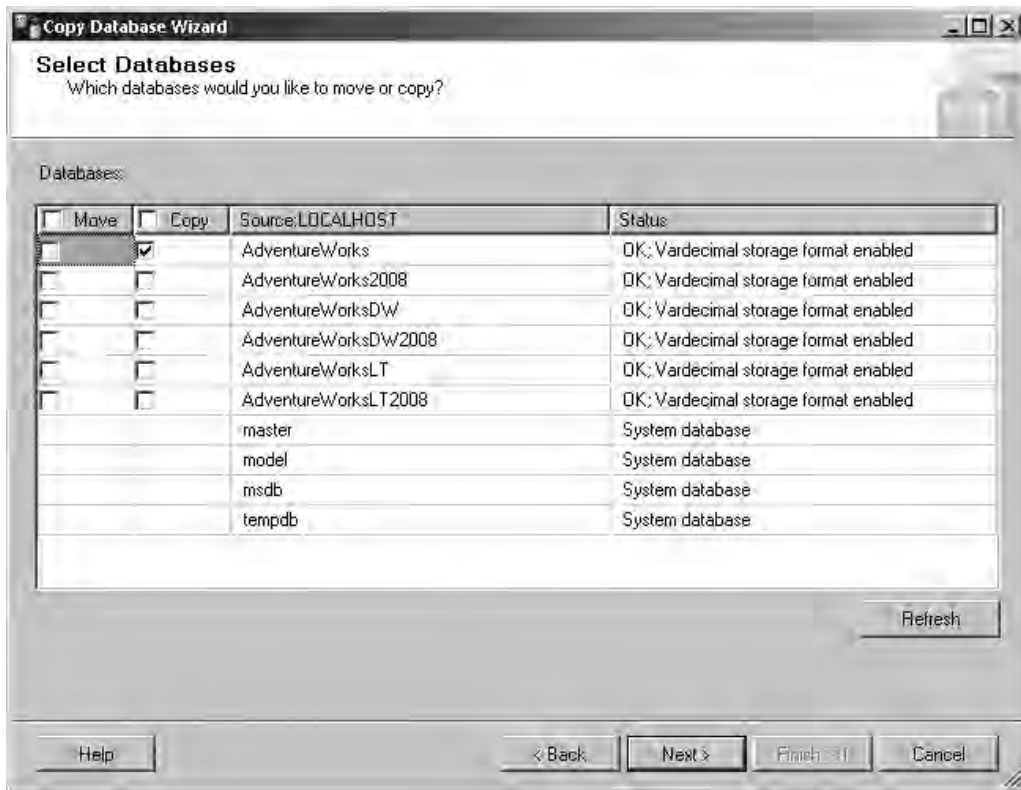 Copy Database Wizard
Select Databases
Which databases would you like to move or copy?
Databases:
Move Copy Source:LOCALHOST Status
AdventureWorks OK; Vardecimal storage format enabled
AdventureWorks2008 OK; Vardecimal storage format enabled
AdventureWorksDW OK; Vardecimal storage format enabled
AdventureWorksDW2008 OK; Vardecimal storage format enabled
AdventureWorksLT OK; Vardecimal storage format enabled
AdventureWorksLT2008 OK; Vardecimal storage format enabled
master System database
model System database
msdb System database
tempdb System database
Refresh
Help < Back Next > Finish >>| Cancel